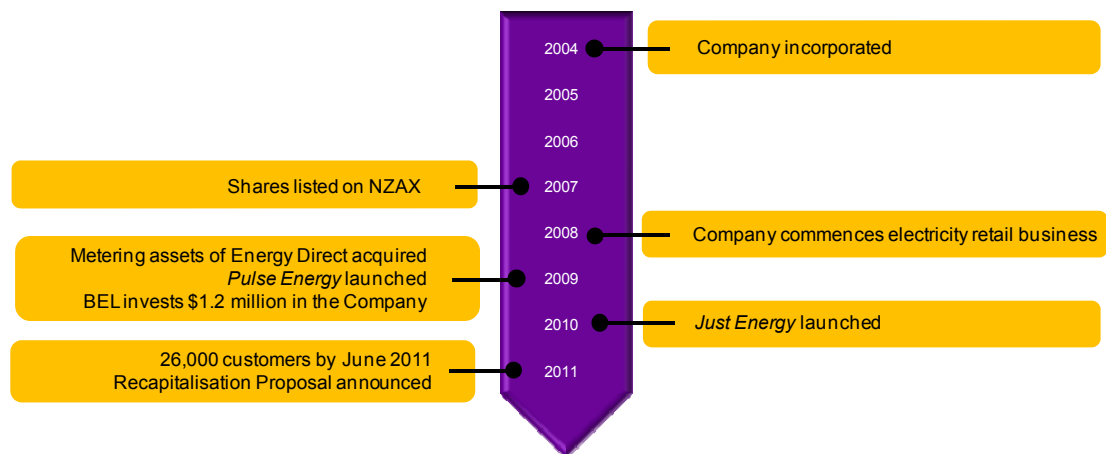 2004
Company incorporated
2005
2006
Shares listed on NZAX
2007
2008
Company commences electricity retail business
Metering assets of Energy Direct acquired
Pulse Energy launched
BEL invests $1.2 million in the Company
2009
2010
Just Energy launched
26,000 customers by June 2011
Recapitalisation Proposal announced
2011